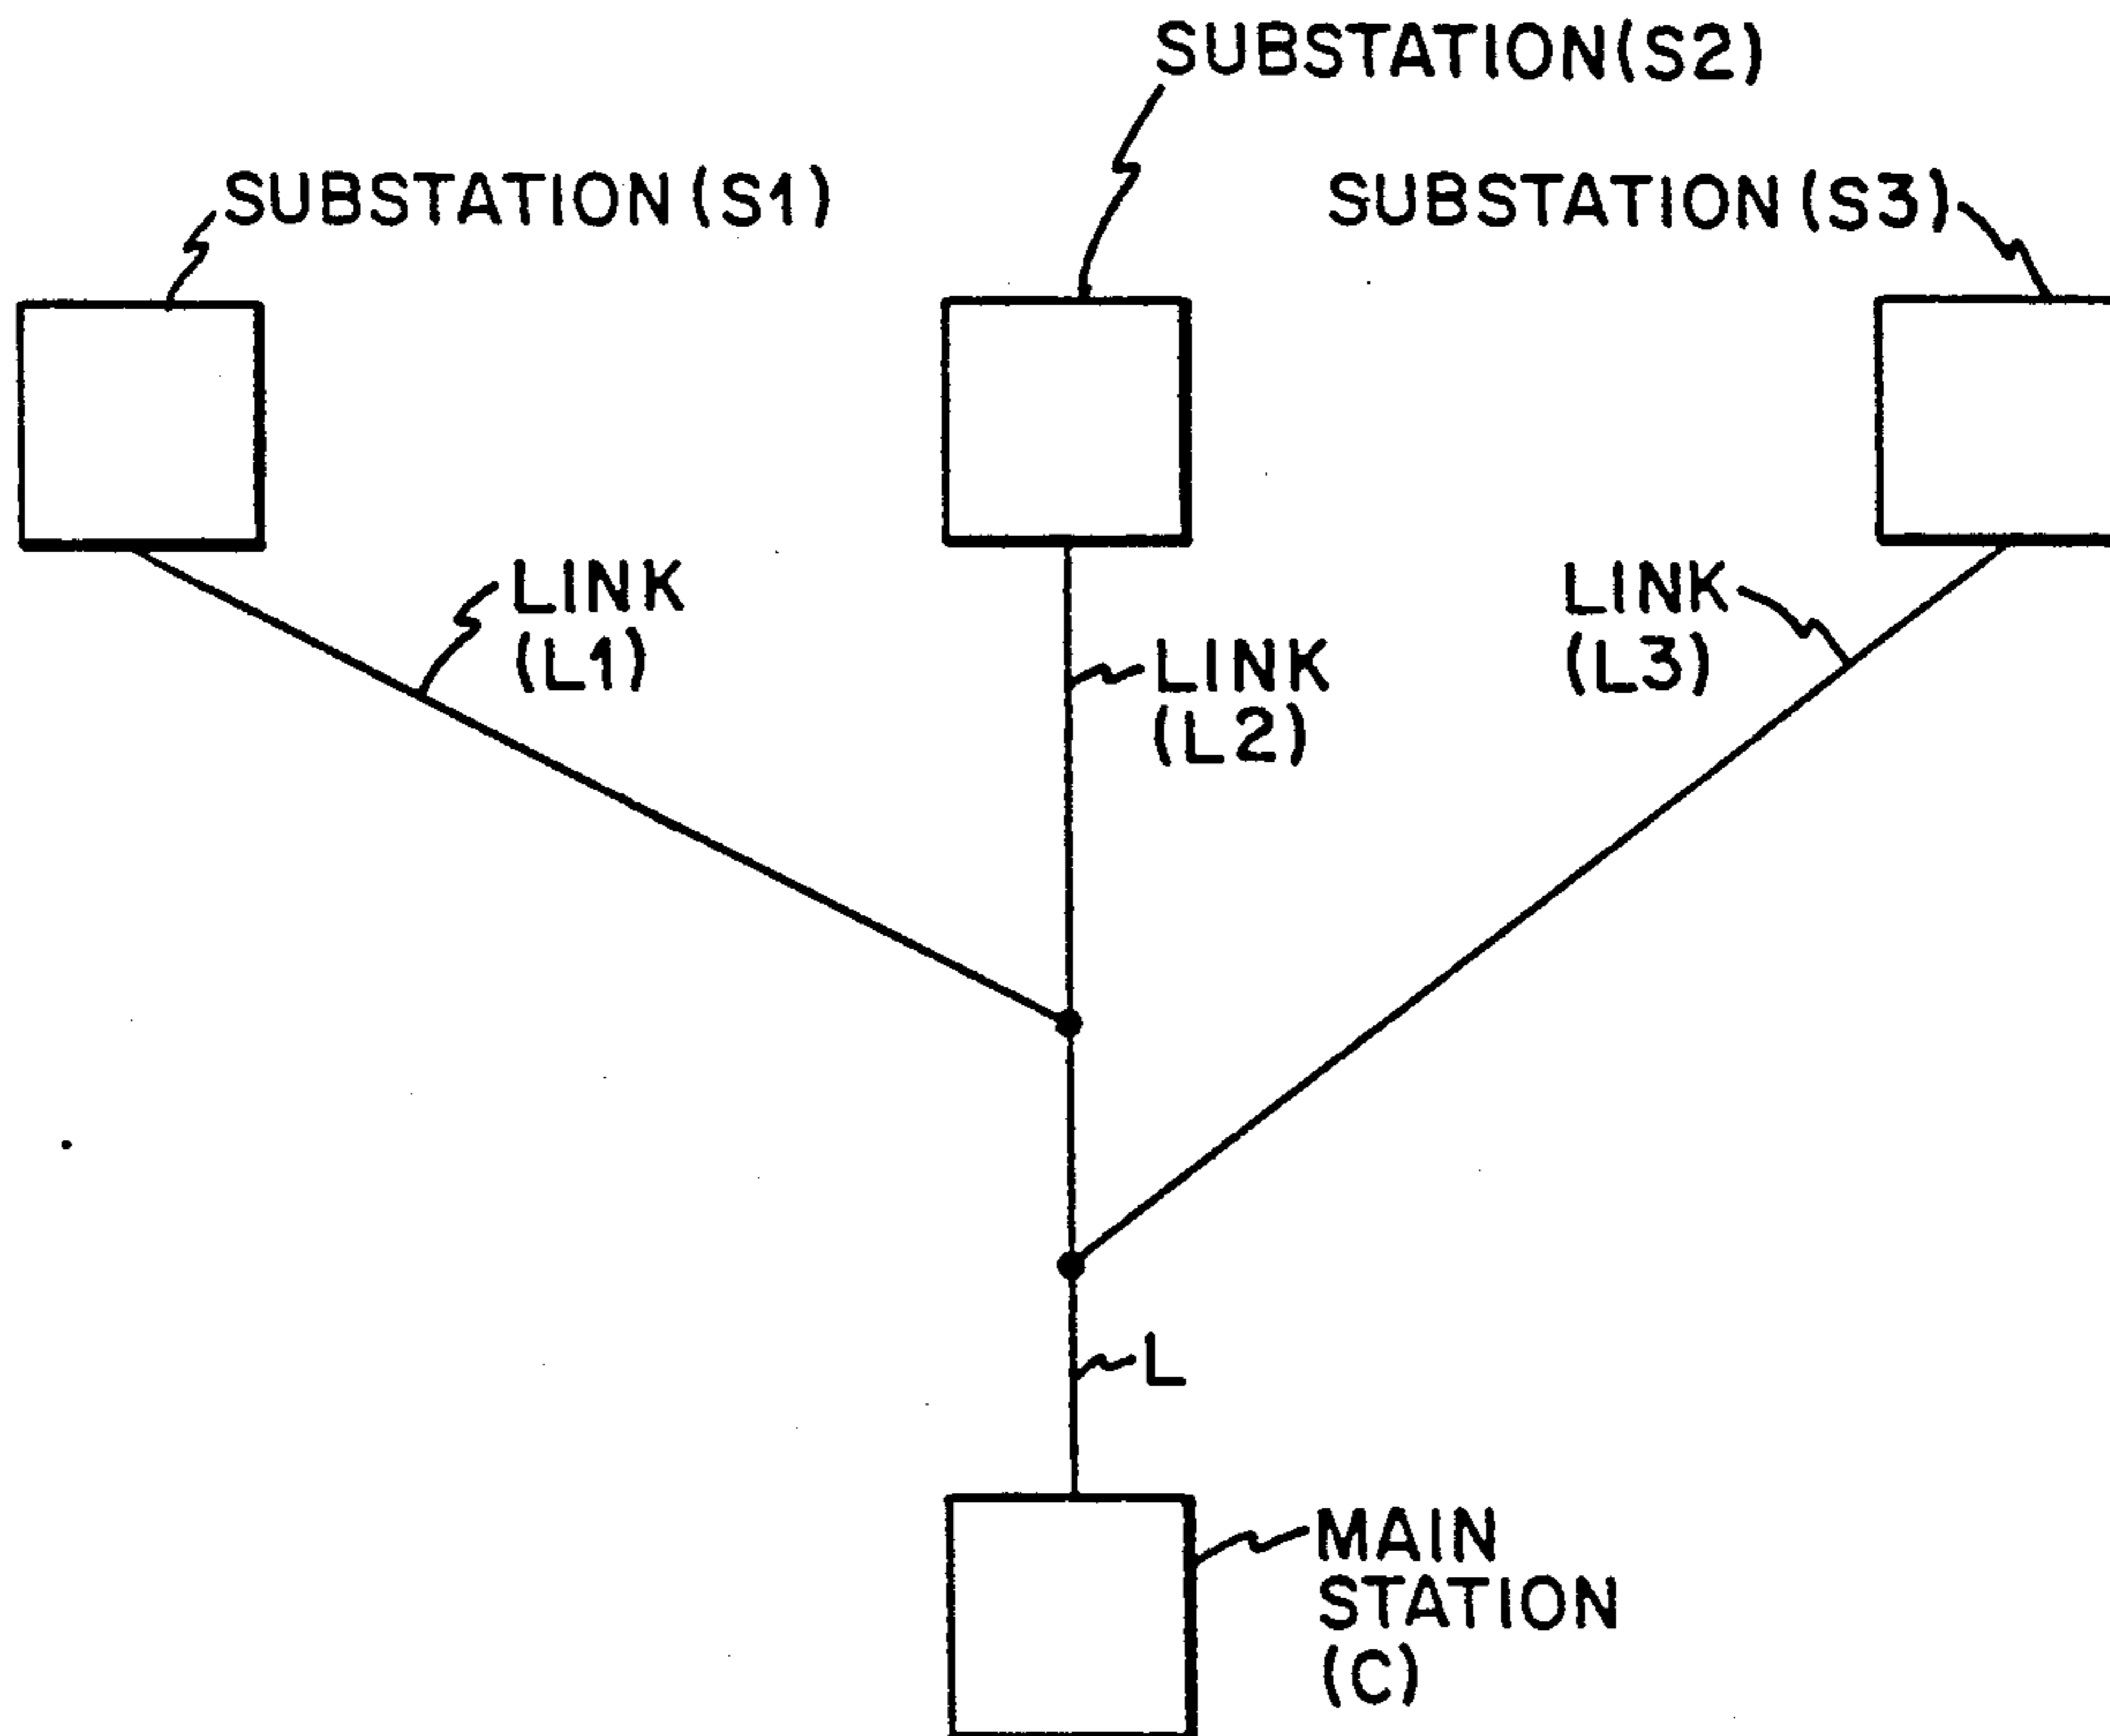 SUBSTATION(S2)
SUBSTATION(S1)
SUBSTATION(S3)
LINK
(L1)
LINK
(L2)
LINK
(L3)
L
MAIN
STATION
(C)